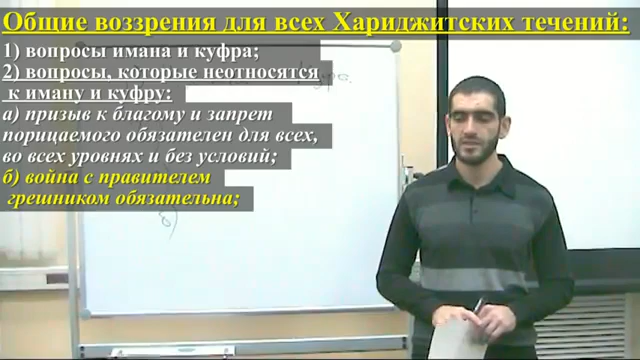 Общие воззрения для всех Хариджитских течений:
1) вопросы имана и куфра;
2) вопросы, которые неотносятся
к иману и куфру:
а) призыв к благому и запрет
порицаемого обязателен для всех,
во всех уровнях и без условий;
б) война с правителем
грешником обязательна;